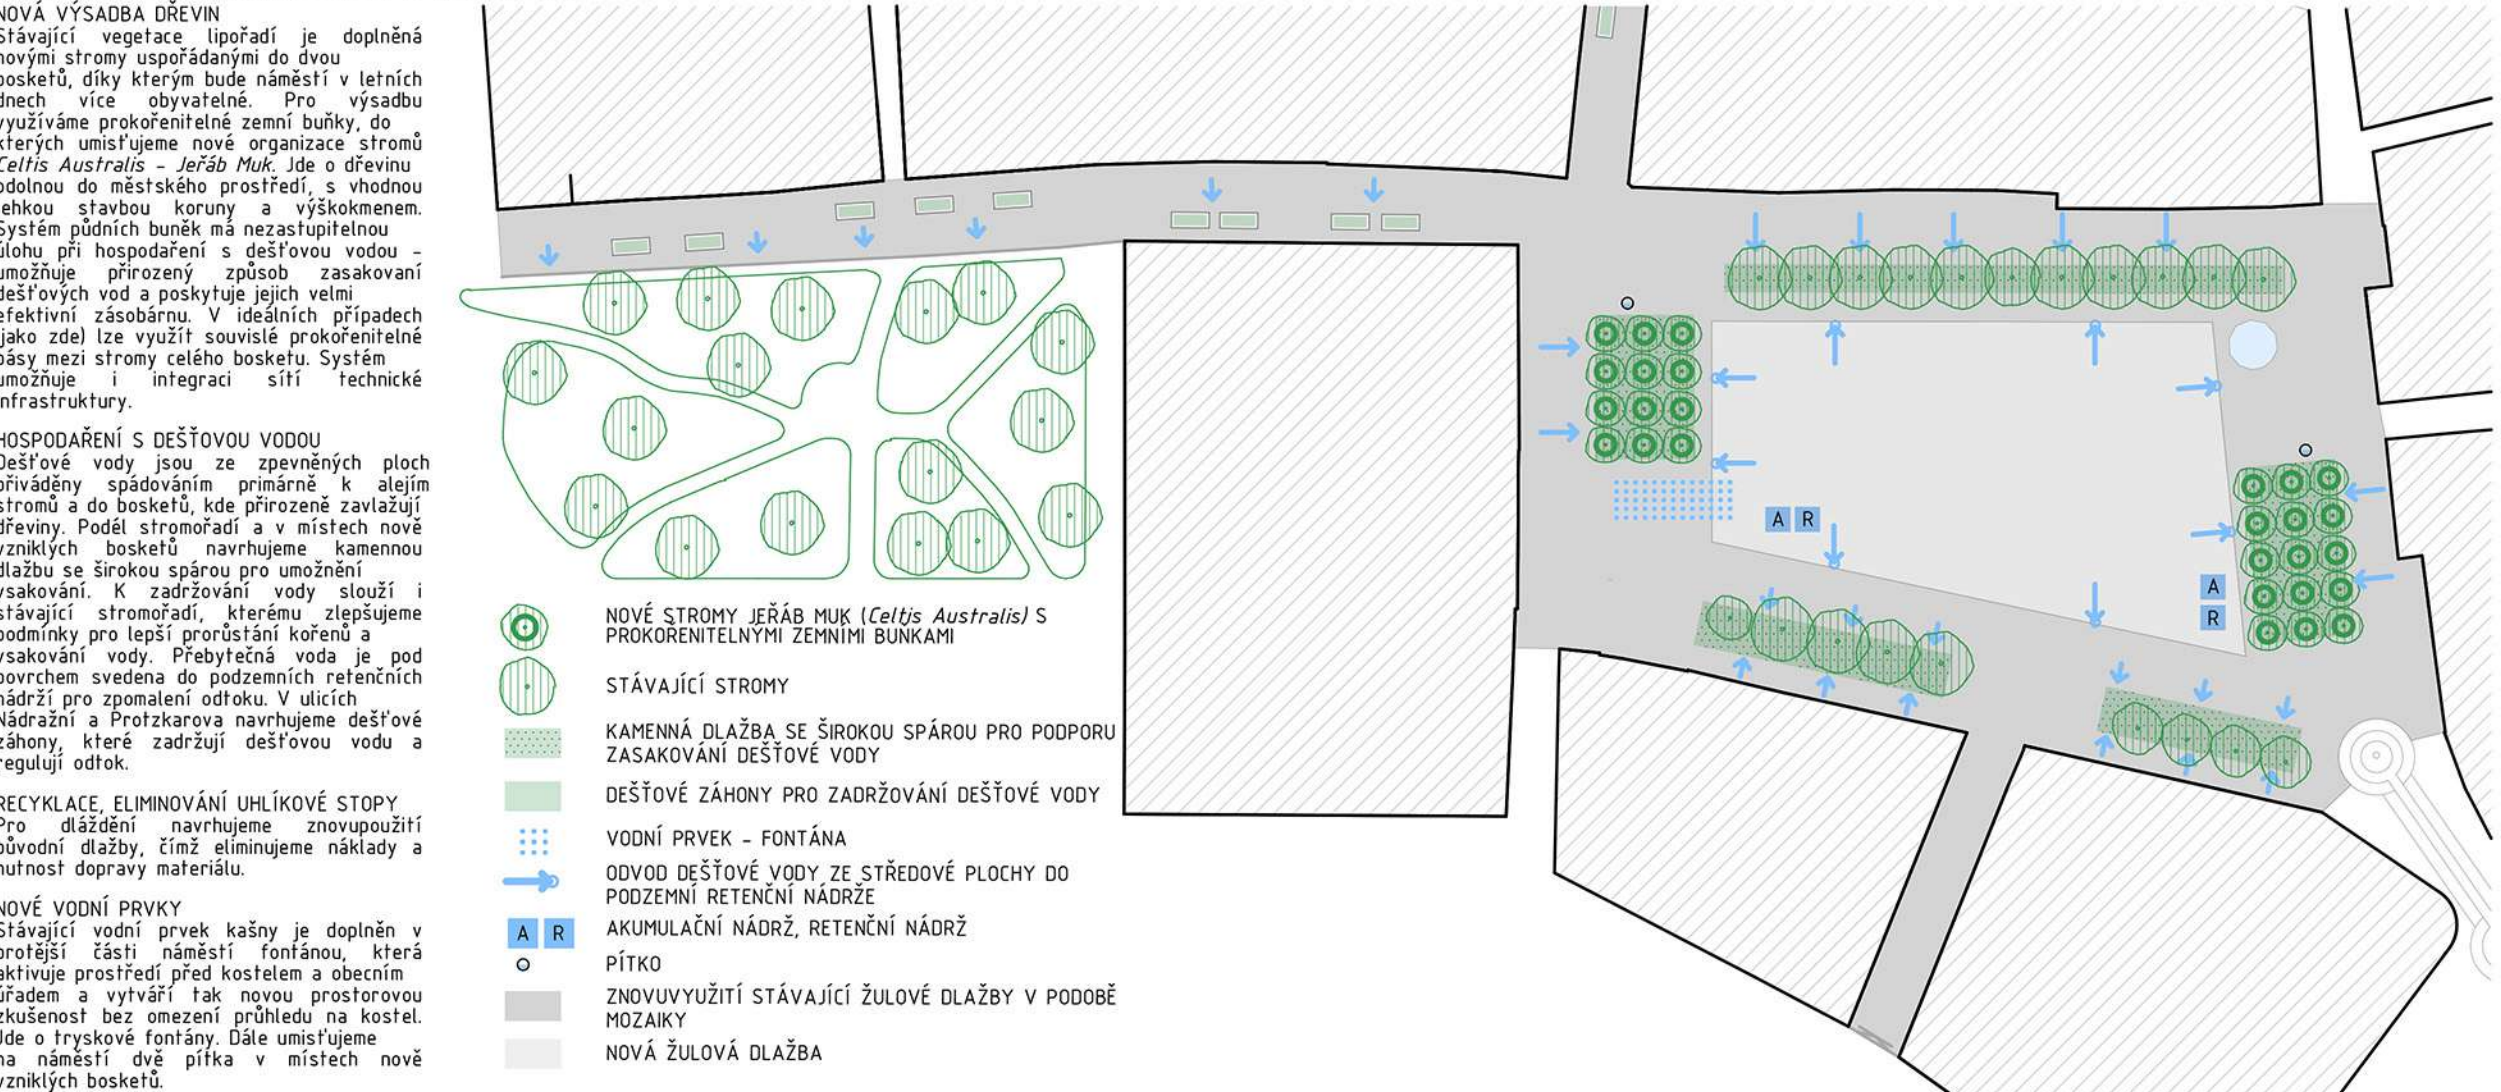 NOVÁ VÝSADBA DŘEVIN
Stávající vegetace lipořadí je doplněná
novými stromy uspořádanými do dvou
bosketů, díky kterým bude náměstí v letních
dnech více obyvatelné. Pro výsadbu
využíváme prokořenitelné zemní buňky, do
kterých umisťujeme nové organizace stromů
Celtis Australis - Jeřáb Muk. Jde o dřevinu
odolnou do městského prostředí, s vhodnou
lehkou stavbou koruny a výškokmenem.
Systém půdních buněk má nezastupitelnou
úlohu při hospodaření s dešťovou vodou -
umožňuje přirozený způsob zasakovaní
dešťových vod a poskytuje jejich velmi
efektivní zásobárnu. V ideálních případech
(jako zde) lze využít souvislé prokořenitelné
pásy mezi stromy celého bosketu. Systém
umožňuje i integraci sítí technické
infrastruktury.
HOSPODAŘENÍ S DEŠŤOVOU VODOU
Dešťové vody jsou ze zpevněných ploch
přiváděny spádováním primárně k alejím
stromů a do bosketů, kde přirozeně zavlažují
dřeviny. Podél stromořadí a v místech nově
vzniklých bosketů navrhujeme kamennou
dlažbu se širokou spárou pro umožnění
vsakování. K zadržování vody slouží i
stávající stromořadí, kterému zlepšujeme
podmínky pro lepší prorůstání kořenů a
vsakování vody. Přebytečná voda je pod
povrchem svedena do podzemních retenčních
nádrží pro zpomalení odtoku. V ulicích
Nádražní a Protzkarova navrhujeme dešťové
záhony, které zadržují dešťovou vodu a
regulují odtok.
RECYKLACE, ELIMINOVÁNÍ UHLÍKOVÉ STOPY
Pro dláždění navrhujeme znovupoužití
původní dlažby, čímž eliminujeme náklady a
nutnost dopravy materiálu.
NOVÉ VODNÍ PRVKY
Stávající vodní prvek kašny je doplněn v
protější části náměstí fontánou, která
aktivuje prostředí před kostelem a obecním
úřadem a vytváří tak novou prostorovou
zkušenost bez omezení průhledu na kostel.
Jde o tryskové fontány. Dále umisťujeme
na náměstí dvě pítka v místech nově
vzniklých bosketů.
NOVÉ STROMY JEŘÁB MUK (Celtis Australis) S
PROKOŘENITELNÝMI ZEMNÍMI BUŇKAMI
STÁVAJÍCÍ STROMY
KAMENNÁ DLAŽBA SE ŠIROKOU SPÁROU PRO PODPORU
ZASAKOVÁNÍ DEŠŤOVÉ VODY
DEŠŤOVÉ ZÁHONY PRO ZADRŽOVÁNÍ DEŠŤOVÉ VODY
VODNÍ PRVEK - FONTÁNA
ODVOD DEŠŤOVÉ VODY ZE STŘEDOVÉ PLOCHY DO
PODZEMNÍ RETENČNÍ NÁDRŽE
A R AKUMULAČNÍ NÁDRŽ, RETENČNÍ NÁDRŽ
PÍTKO
ZNOVUVYUŽITÍ STÁVAJÍCÍ ŽULOVÉ DLAŽBY V PODOBĚ
MOZAIKY
NOVÁ ŽULOVÁ DLAŽBA
A R
A
R